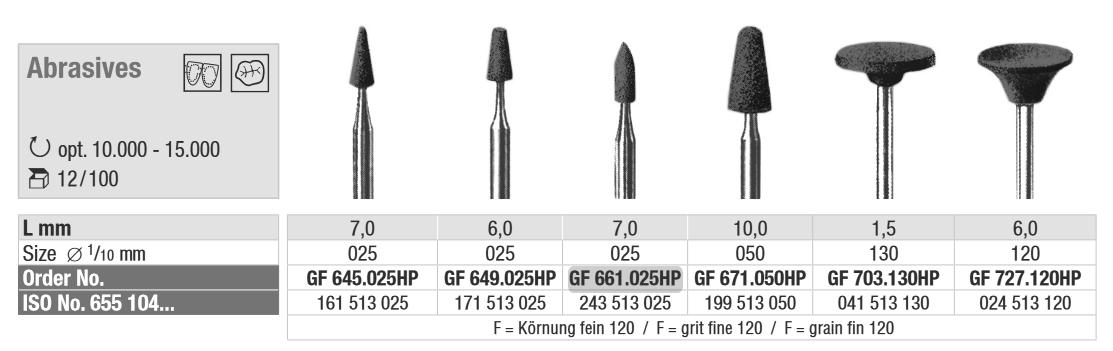 Abrasives
opt. 10.000 - 15.000
12/100
L mm 7,0 6,0 7,0 10,0 1,5 6,0
Size ⌀ 1/10 mm 025 025 025 050 130 120
Order No. GF 645.025HP GF 649.025HP GF 661.025HP GF 671.050HP GF 703.130HP GF 727.120HP
ISO No. 655 104... 161 513 025 171 513 025 243 513 025 199 513 050 041 513 130 024 513 120
F = Körnung fein 120 / F = grit fine 120 / F = grain fin 120